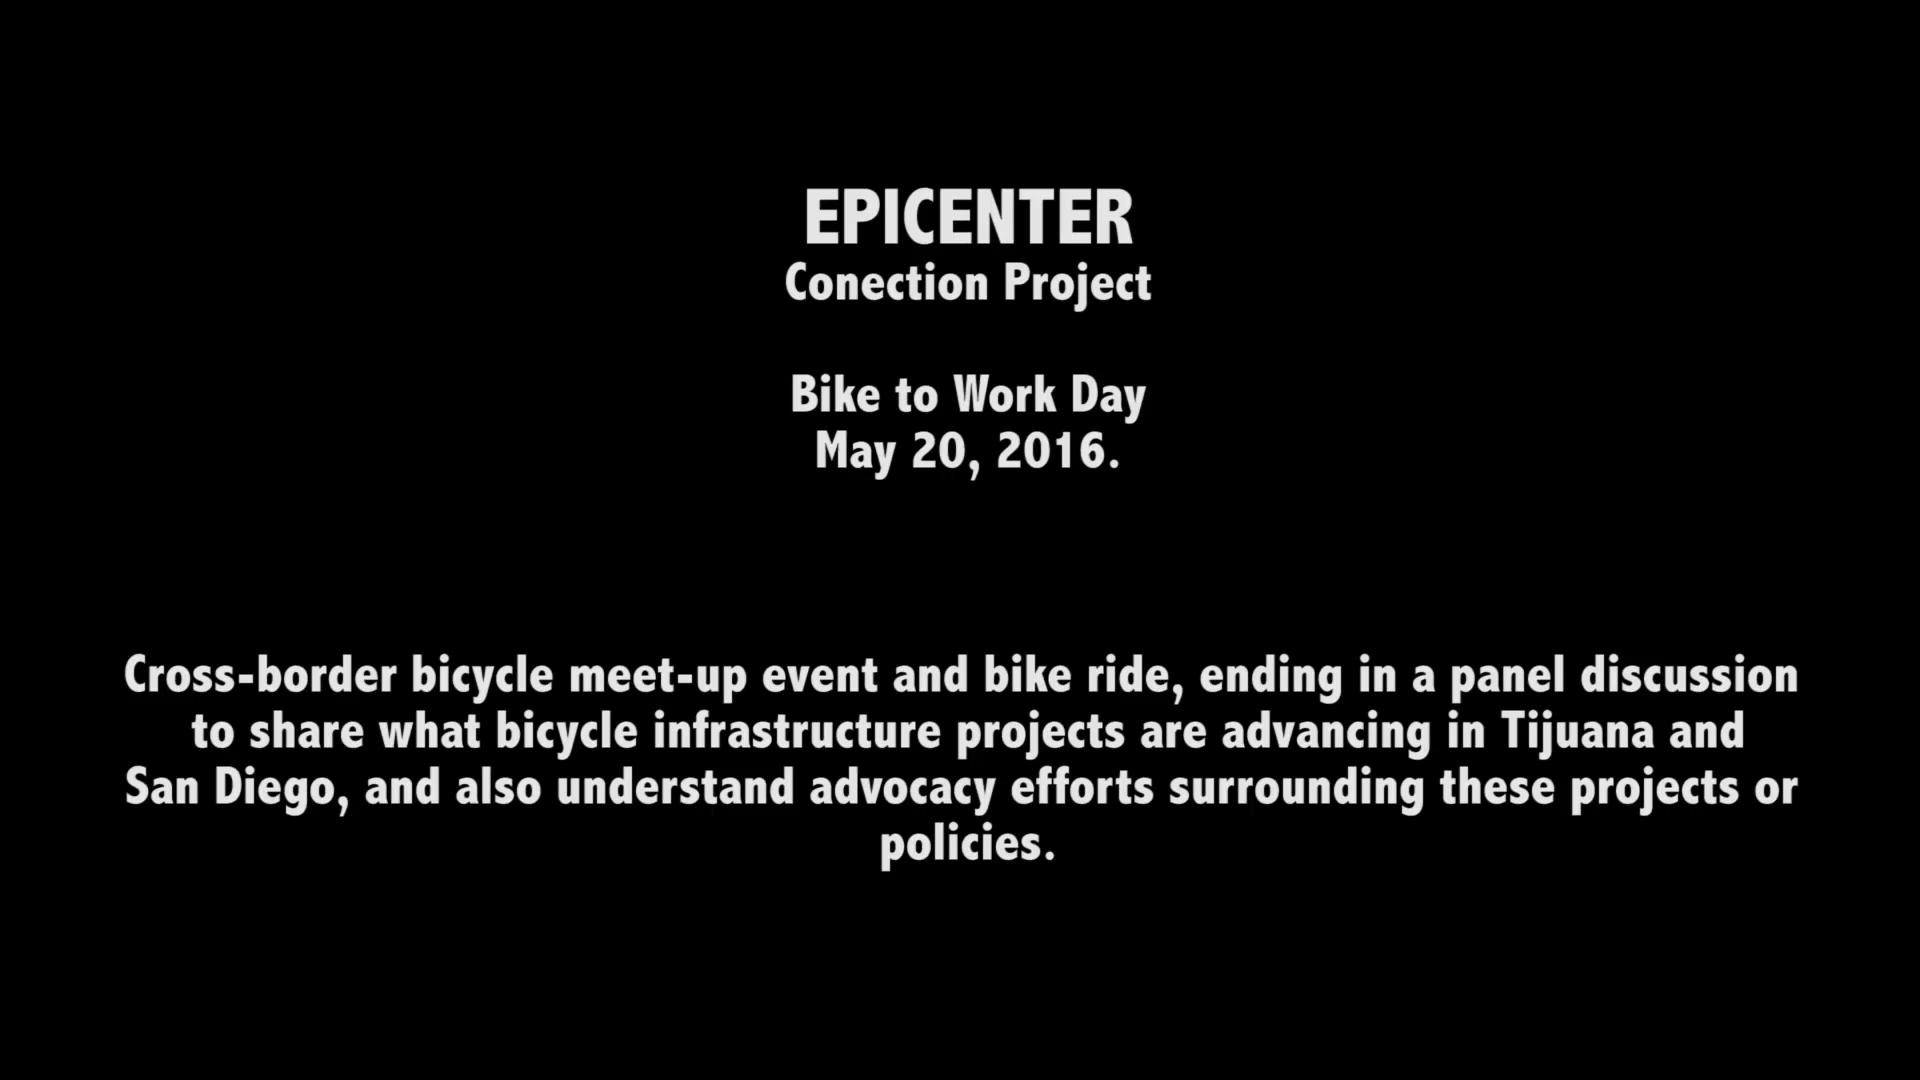 EPICENTER
Conection Project
Bike to Work Day
May 20, 2016.
Cross-border bicycle meet-up event and bike ride, ending in a panel discussion
to share what bicycle infrastructure projects are advancing in Tijuana and
San Diego, and also understand advocacy efforts surrounding these projects or
policies.